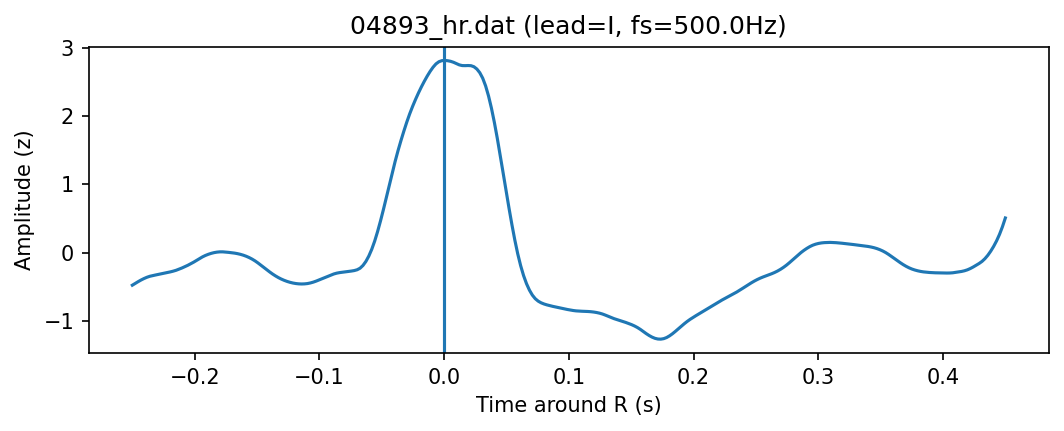 04893_hr.dat (lead=I, fs=500.0Hz)
Amplitude (z)
3
2
1
0
−1
−0.2 −0.1 0.0 0.1 0.2 0.3 0.4
Time around R (s)